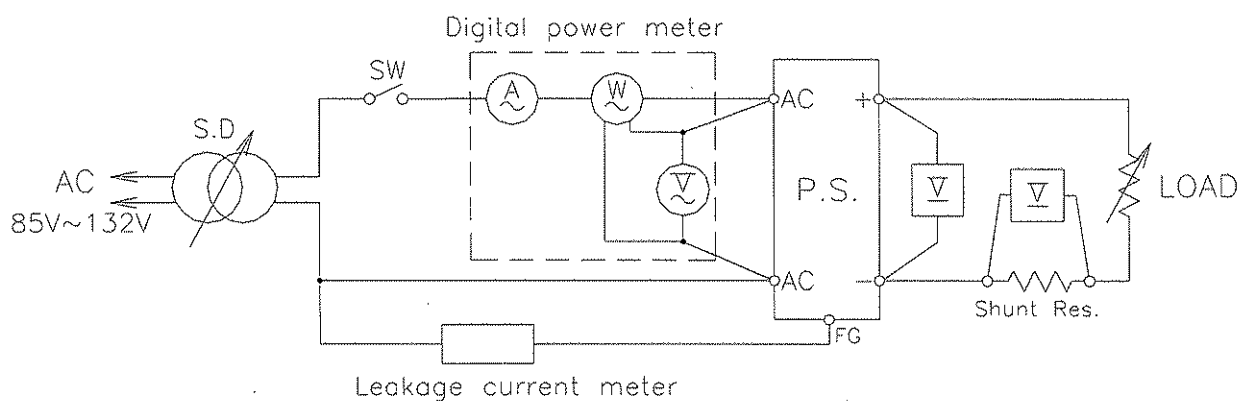 Digital power meter
SW
A
W
S.D
AC
85V~132V
V
AC
+
P.S.
V
V
LOAD
AC
−
Shunt Res.
FG
Leakage current meter